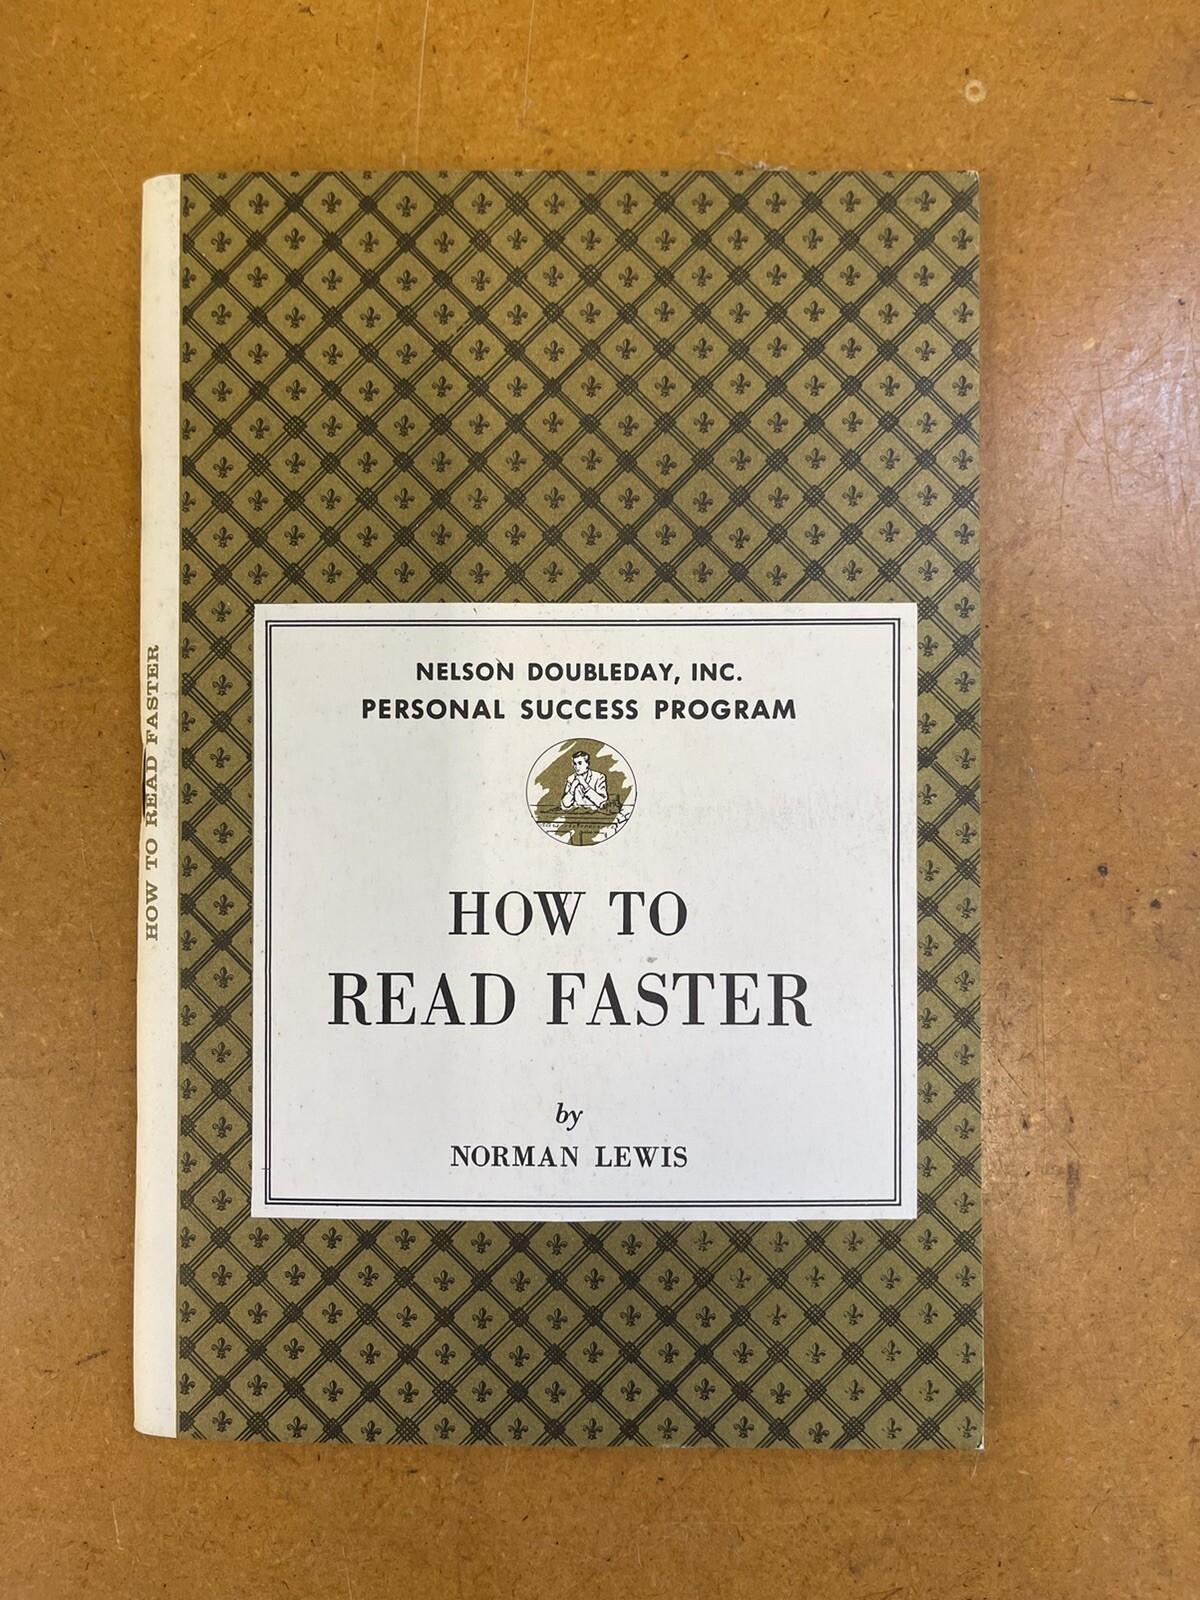 HOW TO READ FASTER
NELSON DOUBLEDAY, INC.
PERSONAL SUCCESS PROGRAM
HOW TO
READ FASTER
by
NORMAN LEWIS